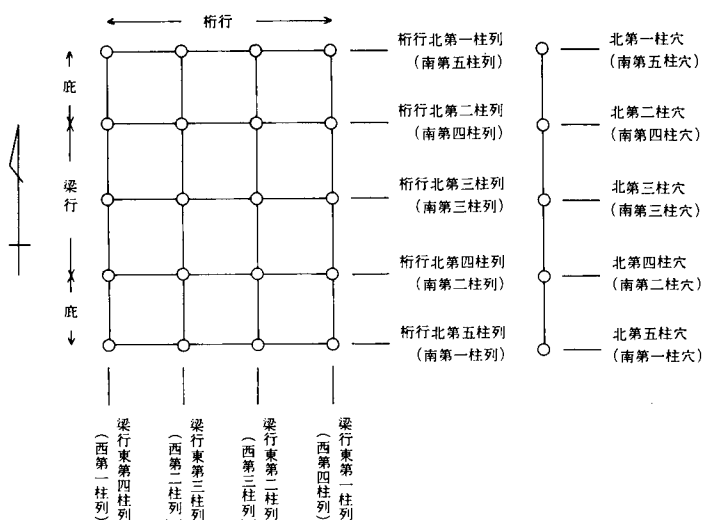 桁行
庇
梁行
庇
桁行北第一柱列
(南第五柱列)
桁行北第二柱列
(南第四柱列)
桁行北第三柱列
(南第三柱列)
桁行北第四柱列
(南第二柱列)
桁行北第五柱列
(南第一柱列)
北第一柱穴
(南第五柱穴)
北第二柱穴
(南第四柱穴)
北第三柱穴
(南第三柱穴)
北第四柱穴
(南第二柱穴)
北第五柱穴
(南第一柱穴)
梁行東第四柱列
(西第一柱列)
梁行東第三柱列
(西第二柱列)
梁行東第二柱列
(西第三柱列)
梁行東第一柱列
(西第四柱列)